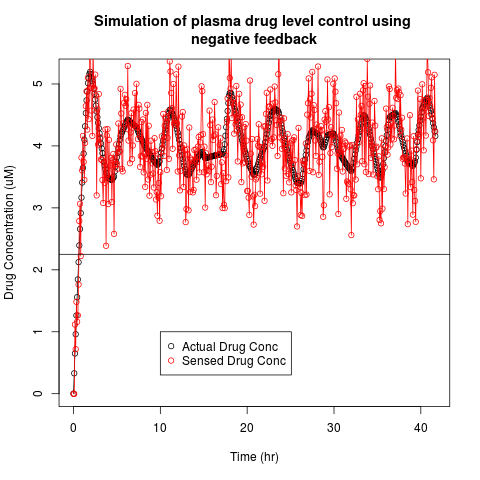 Simulation of plasma drug level control using
negative feedback
Drug Concentration (uM)
5
4
3
2
1
0
Actual Drug Conc
Sensed Drug Conc
0 10 20 30 40
Time (hr)